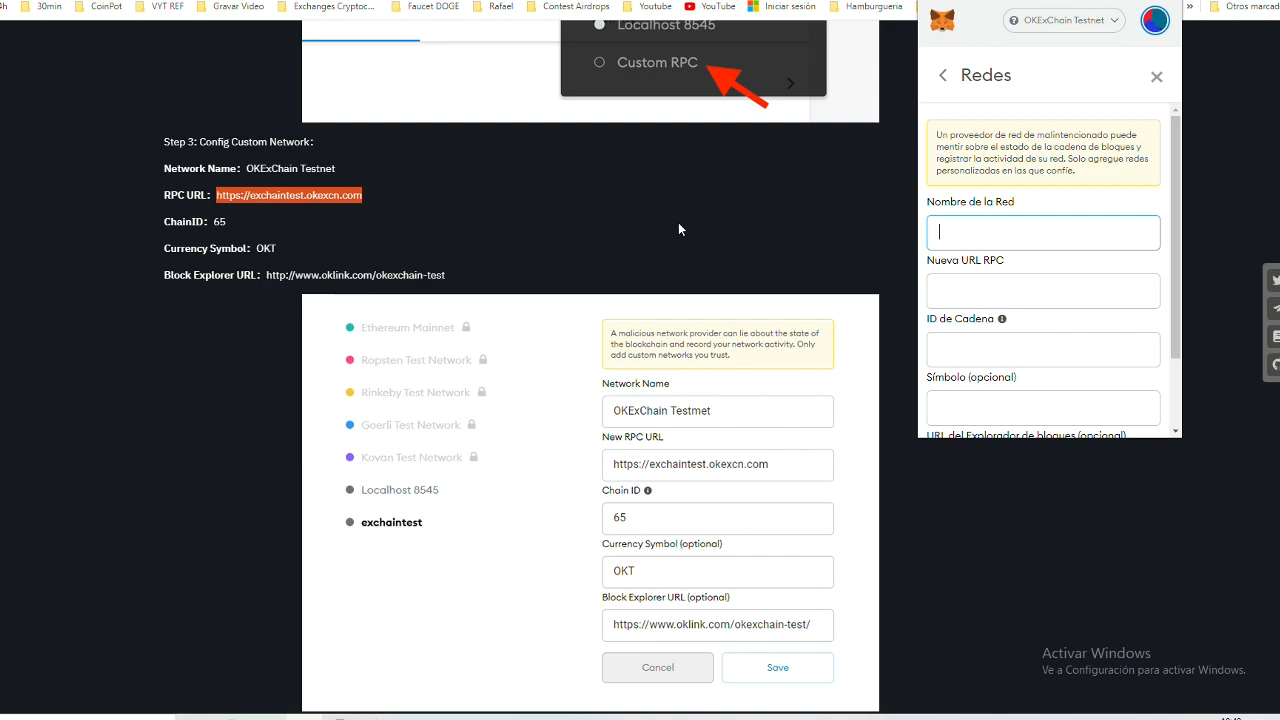 30min
CoinPot
VYT REF
Gravar Video
Exchanges Cryptoc...
Faucet DOGE
Rafael
Contest Airdrops
Youtube
YouTube
Iniciar sesión
Hamburgueria
»
Otros marcad
Localhost 8545
Custom RPC
Step 3: Config Custom Network:
Network Name: OKExChain Testnet
RPC URL: https://exchaintest.okexcn.com
ChainID: 65
Currency Symbol: OKT
Block Explorer URL: http://www.oklink.com/okexchain-test
Ethereum Mainnet
Ropsten Test Network
Rinkeby Test Network
Goerli Test Network
Kovan Test Network
Localhost 8545
exchaintest
A malicious network provider can lie about the state of
the blockchain and record your network activity. Only
add custom networks you trust.
Network Name
OKExChain Testmet
New RPC URL
https://exchaintest.okexcn.com
Chain ID
65
Currency Symbol (optional)
OKT
Block Explorer URL (optional)
https://www.oklink.com/okexchain-test/
Cancel
Save
OKExChain Testnet
Redes
Un proveedor de red de malintencionado puede
mentir sobre el estado de la cadena de bloques y
registrar la actividad de su red. Solo agregue redes
personalizadas en las que confíe.
Nombre de la Red
Nueva URL RPC
ID de Cadena
Símbolo (opcional)
URL del Explorador de bloques (opcional)
Activar Windows
Ve a Configuración para activar Windows.